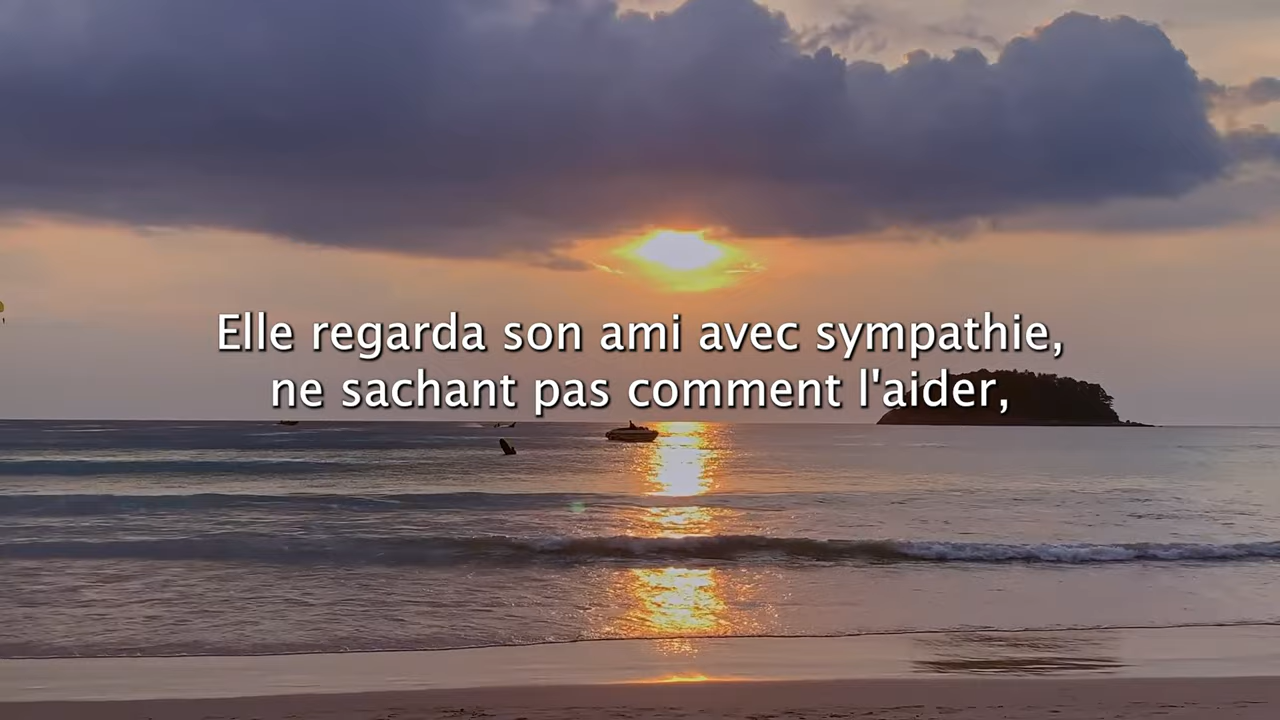 Elle regarda son ami avec sympathie,
ne sachant pas comment l'aider,